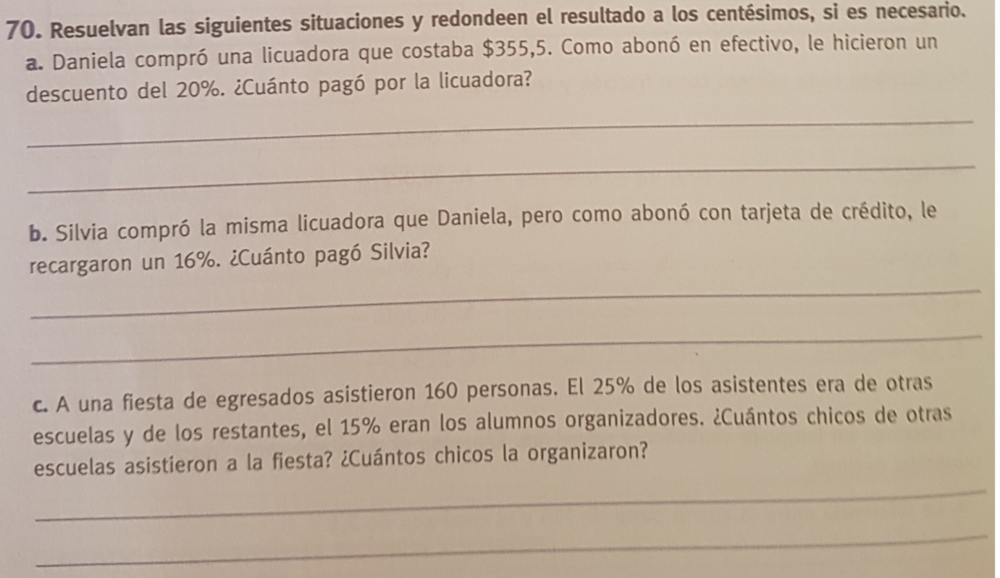 70. Resuelvan las siguientes situaciones y redondeen el resultado a los centésimos, si es necesario.
a. Daniela compró una licuadora que costaba $355,5. Como abonó en efectivo, le hicieron un
descuento del 20%. ¿Cuánto pagó por la licuadora?
b. Silvia compró la misma licuadora que Daniela, pero como abonó con tarjeta de crédito, le
recargaron un 16%. ¿Cuánto pagó Silvia?
c. A una fiesta de egresados asistieron 160 personas. El 25% de los asistentes era de otras
escuelas y de los restantes, el 15% eran los alumnos organizadores. ¿Cuántos chicos de otras
escuelas asistieron a la fiesta? ¿Cuántos chicos la organizaron?